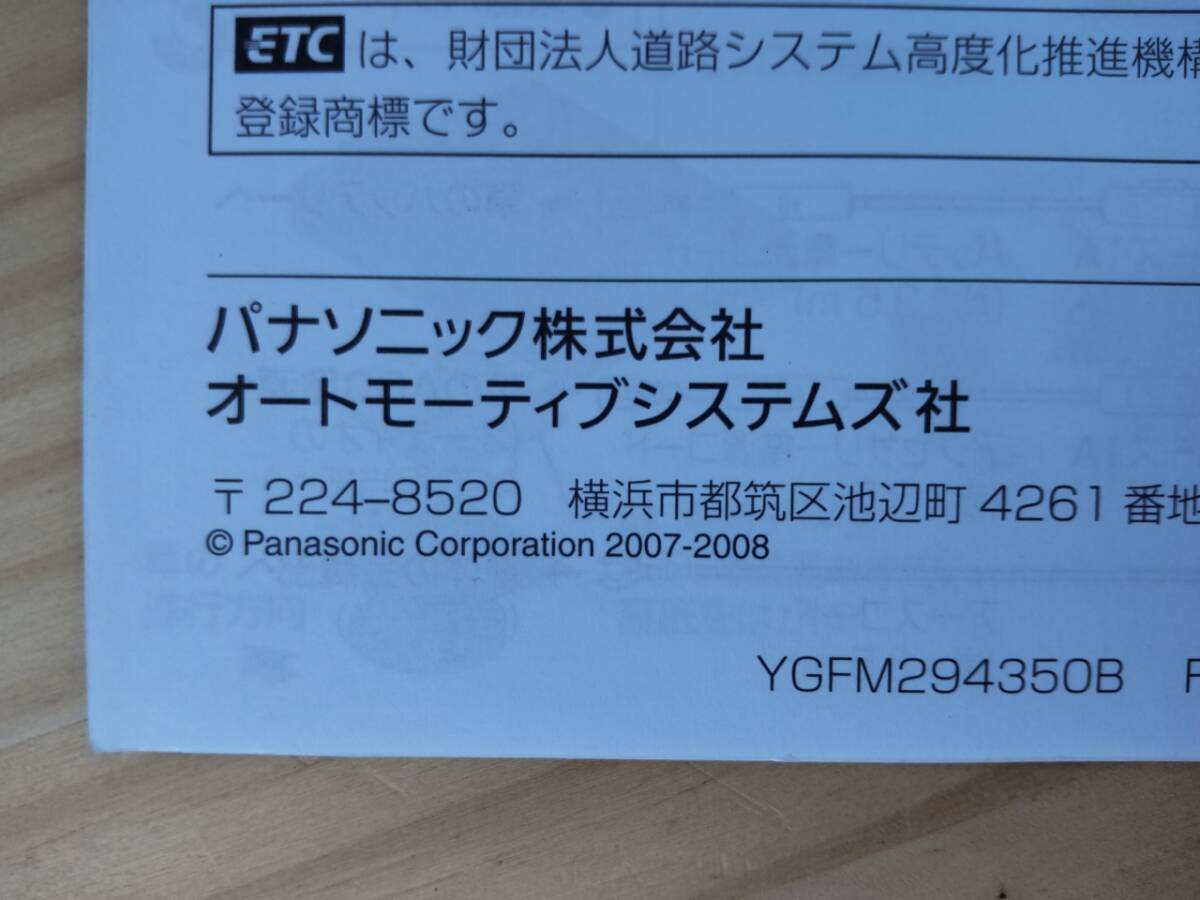 ETC は、財団法人道路システム高度化推進機構
登録商標です。
パナソニック株式会社
オートモーティブシステムズ社
〒224–8520 横浜市都筑区池辺町 4261 番地
© Panasonic Corporation 2007-2008
YGFM294350B